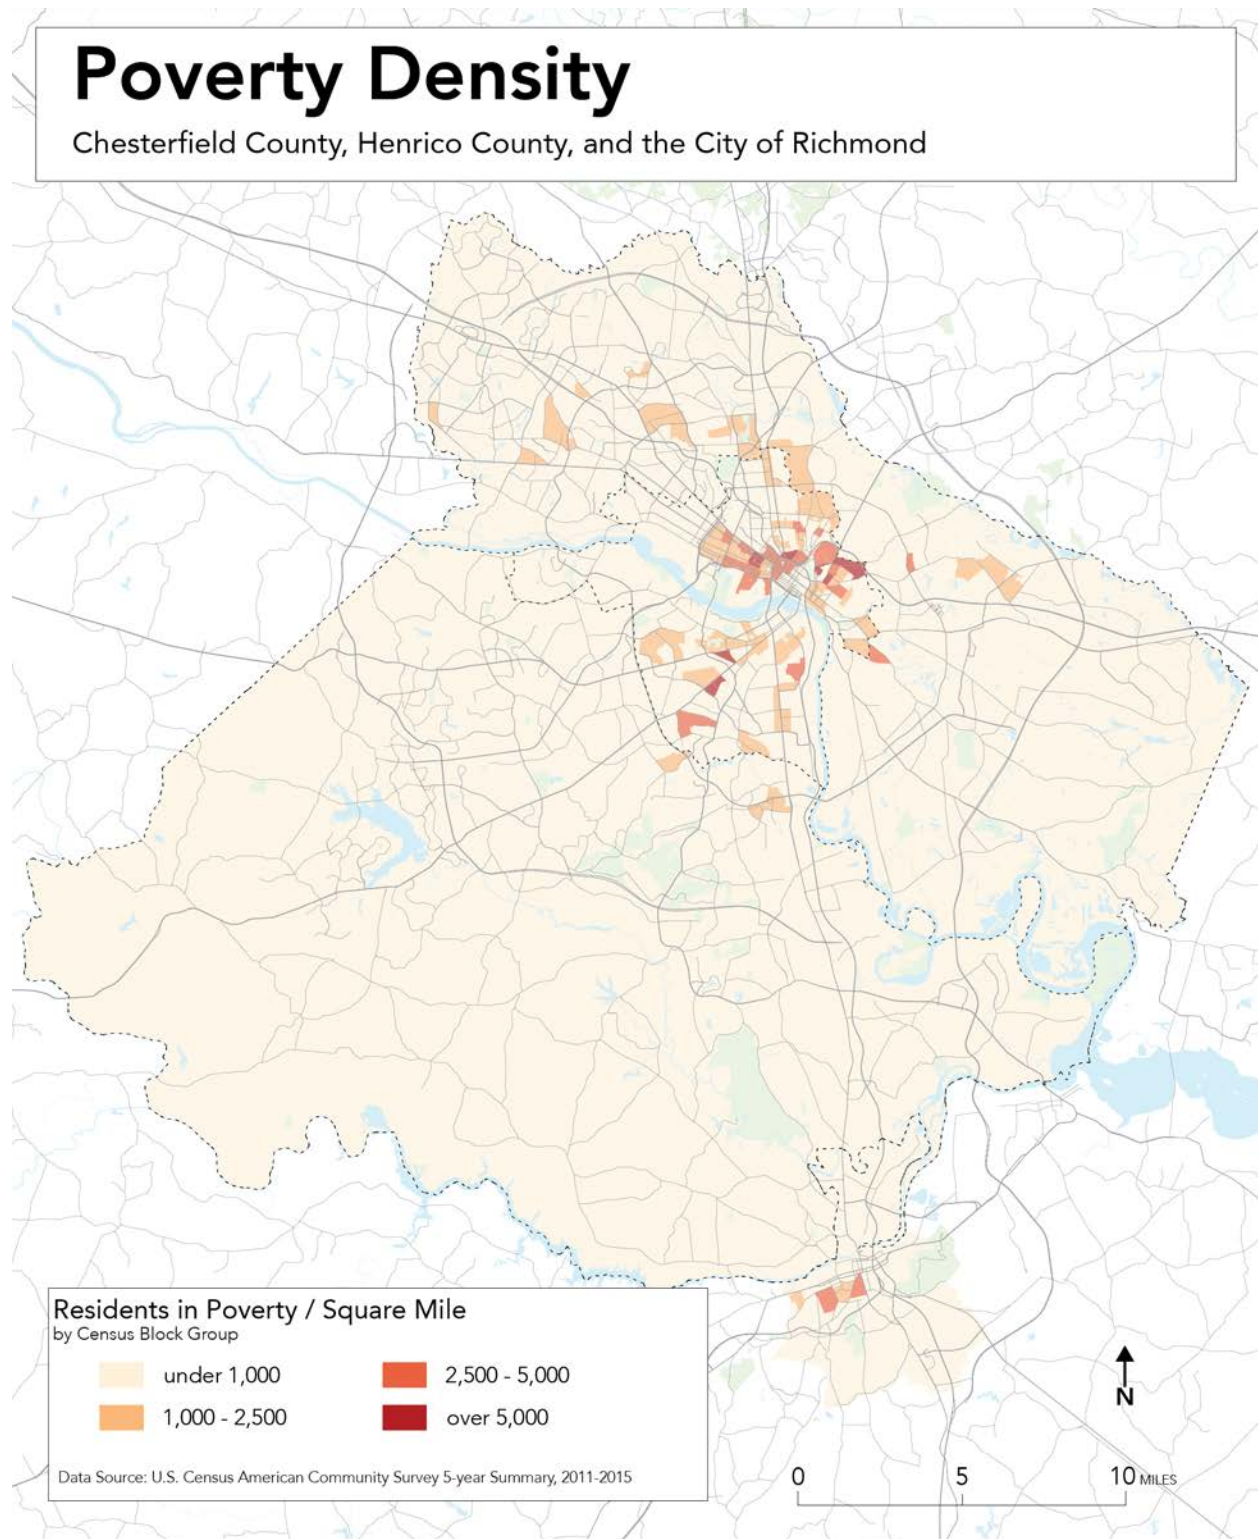 Poverty Density
Chesterfield County, Henrico County, and the City of Richmond
Residents in Poverty / Square Mile
by Census Block Group
under 1,000
2,500 - 5,000
1,000 - 2,500
over 5,000
Data Source: U.S. Census American Community Survey 5-year Summary, 2011-2015
N
0 5 10 MILES